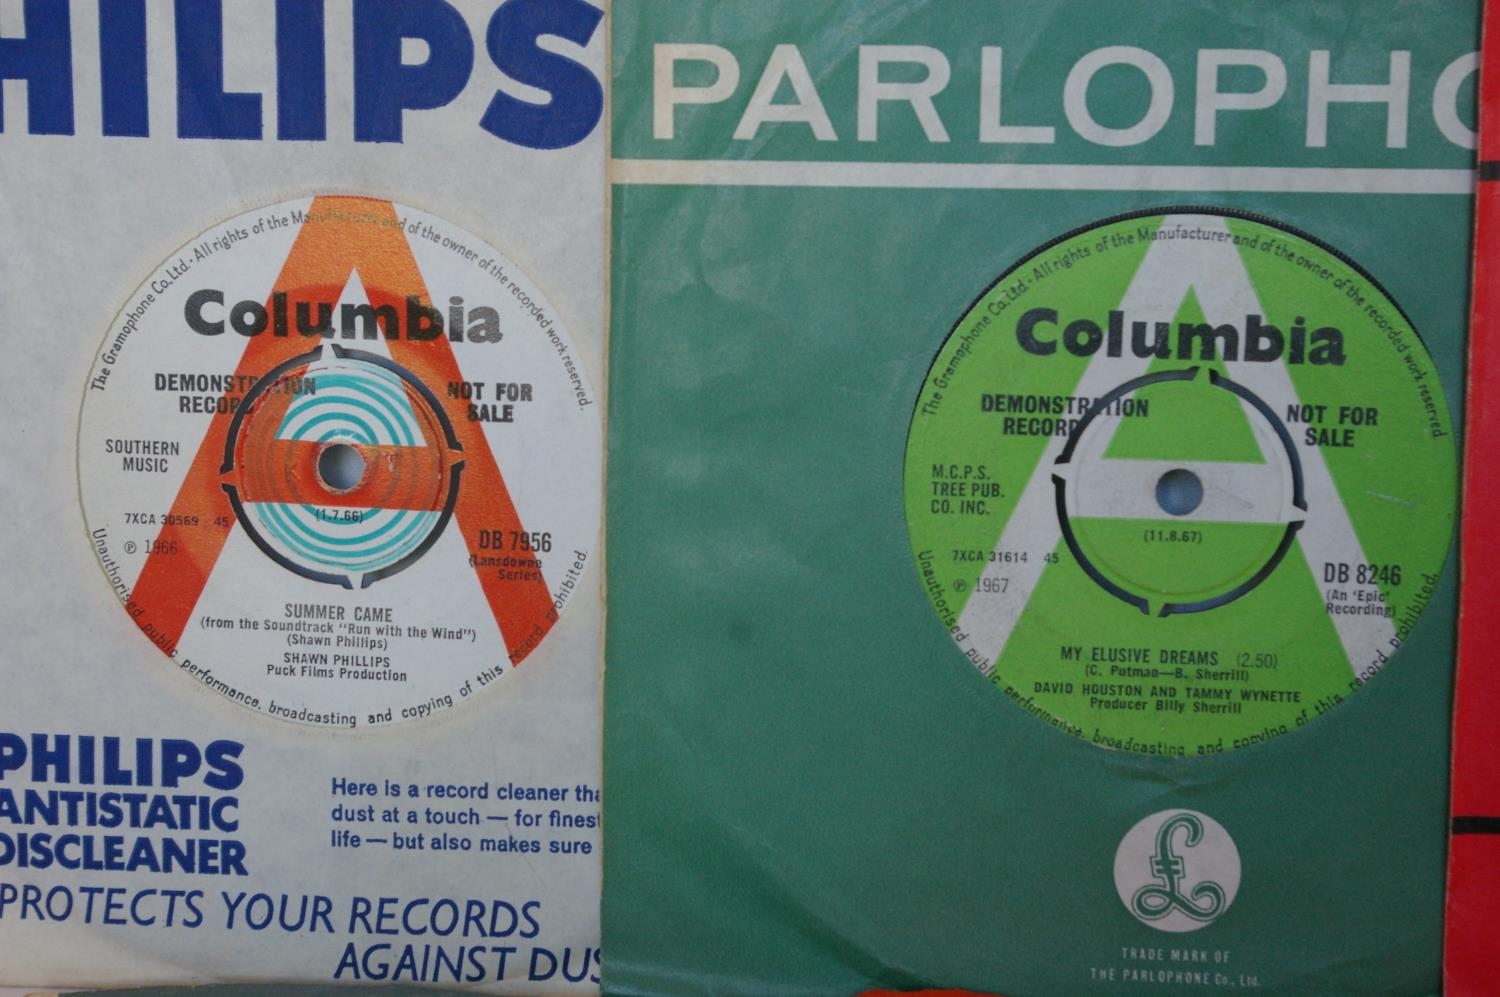 HILIPS
The Gramophone Co. Ltd. · All rights of the Manufacturer and of the owner of the recorded work reserved.
Columbia
DEMONSTRATION
RECORD
NOT FOR
SALE
SOUTHERN
MUSIC
7XCA 30569 45
℗ 1966
(1.7.66)
DB 7956
(Lansdowne
Series)
SUMMER CAME
(from the Soundtrack "Run with the Wind")
(Shawn Phillips)
SHAWN PHILLIPS
Puck Films Production
Unauthorised public performance, broadcasting and copying of this record prohibited.
PHILIPS
ANTISTATIC
DISCLEANER
Here is a record cleaner tha
dust at a touch — for finest
life — but also makes sure
PROTECTS YOUR RECORDS
AGAINST DUS
PARLOPHO
The Gramophone Co. Ltd. · All rights of the Manufacturer and of the owner of the recorded work reserved
Columbia
DEMONSTRATION
RECORD
NOT FOR
SALE
M.C.P.S.
TREE PUB.
CO. INC.
7XCA 31614 45
℗ 1967
(11.8.67)
DB 8246
(An 'Epic'
Recording)
MY ELUSIVE DREAMS (2.50)
(C. Putman—B. Sherrill)
DAVID HOUSTON AND TAMMY WYNETTE
Producer Billy Sherrill
Unauthorised public performance, broadcasting and copying of this record prohibited.
£
TRADE MARK OF
THE PARLOPHONE Co., Ltd.